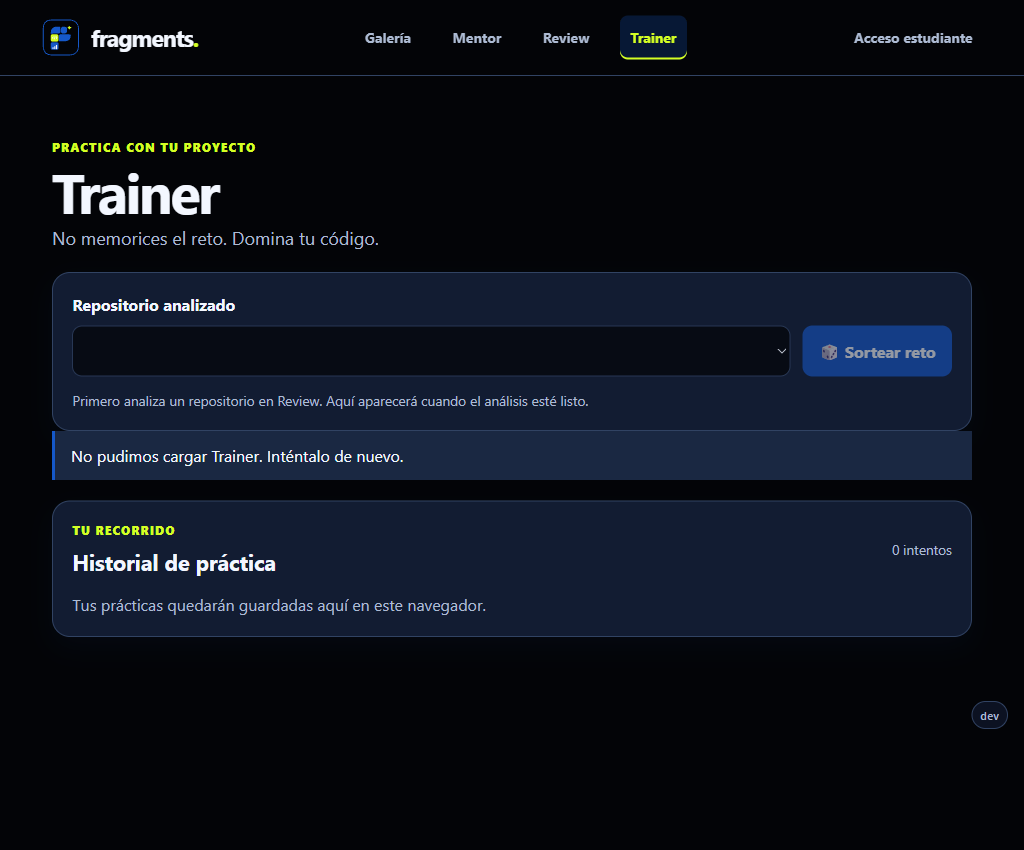 fragments.
Galería
Mentor
Review
Trainer
Acceso estudiante
PRACTICA CON TU PROYECTO
Trainer
No memorices el reto. Domina tu código.
Repositorio analizado
Sortear reto
Primero analiza un repositorio en Review. Aquí aparecerá cuando el análisis esté listo.
No pudimos cargar Trainer. Inténtalo de nuevo.
TU RECORRIDO
Historial de práctica
0 intentos
Tus prácticas quedarán guardadas aquí en este navegador.
dev